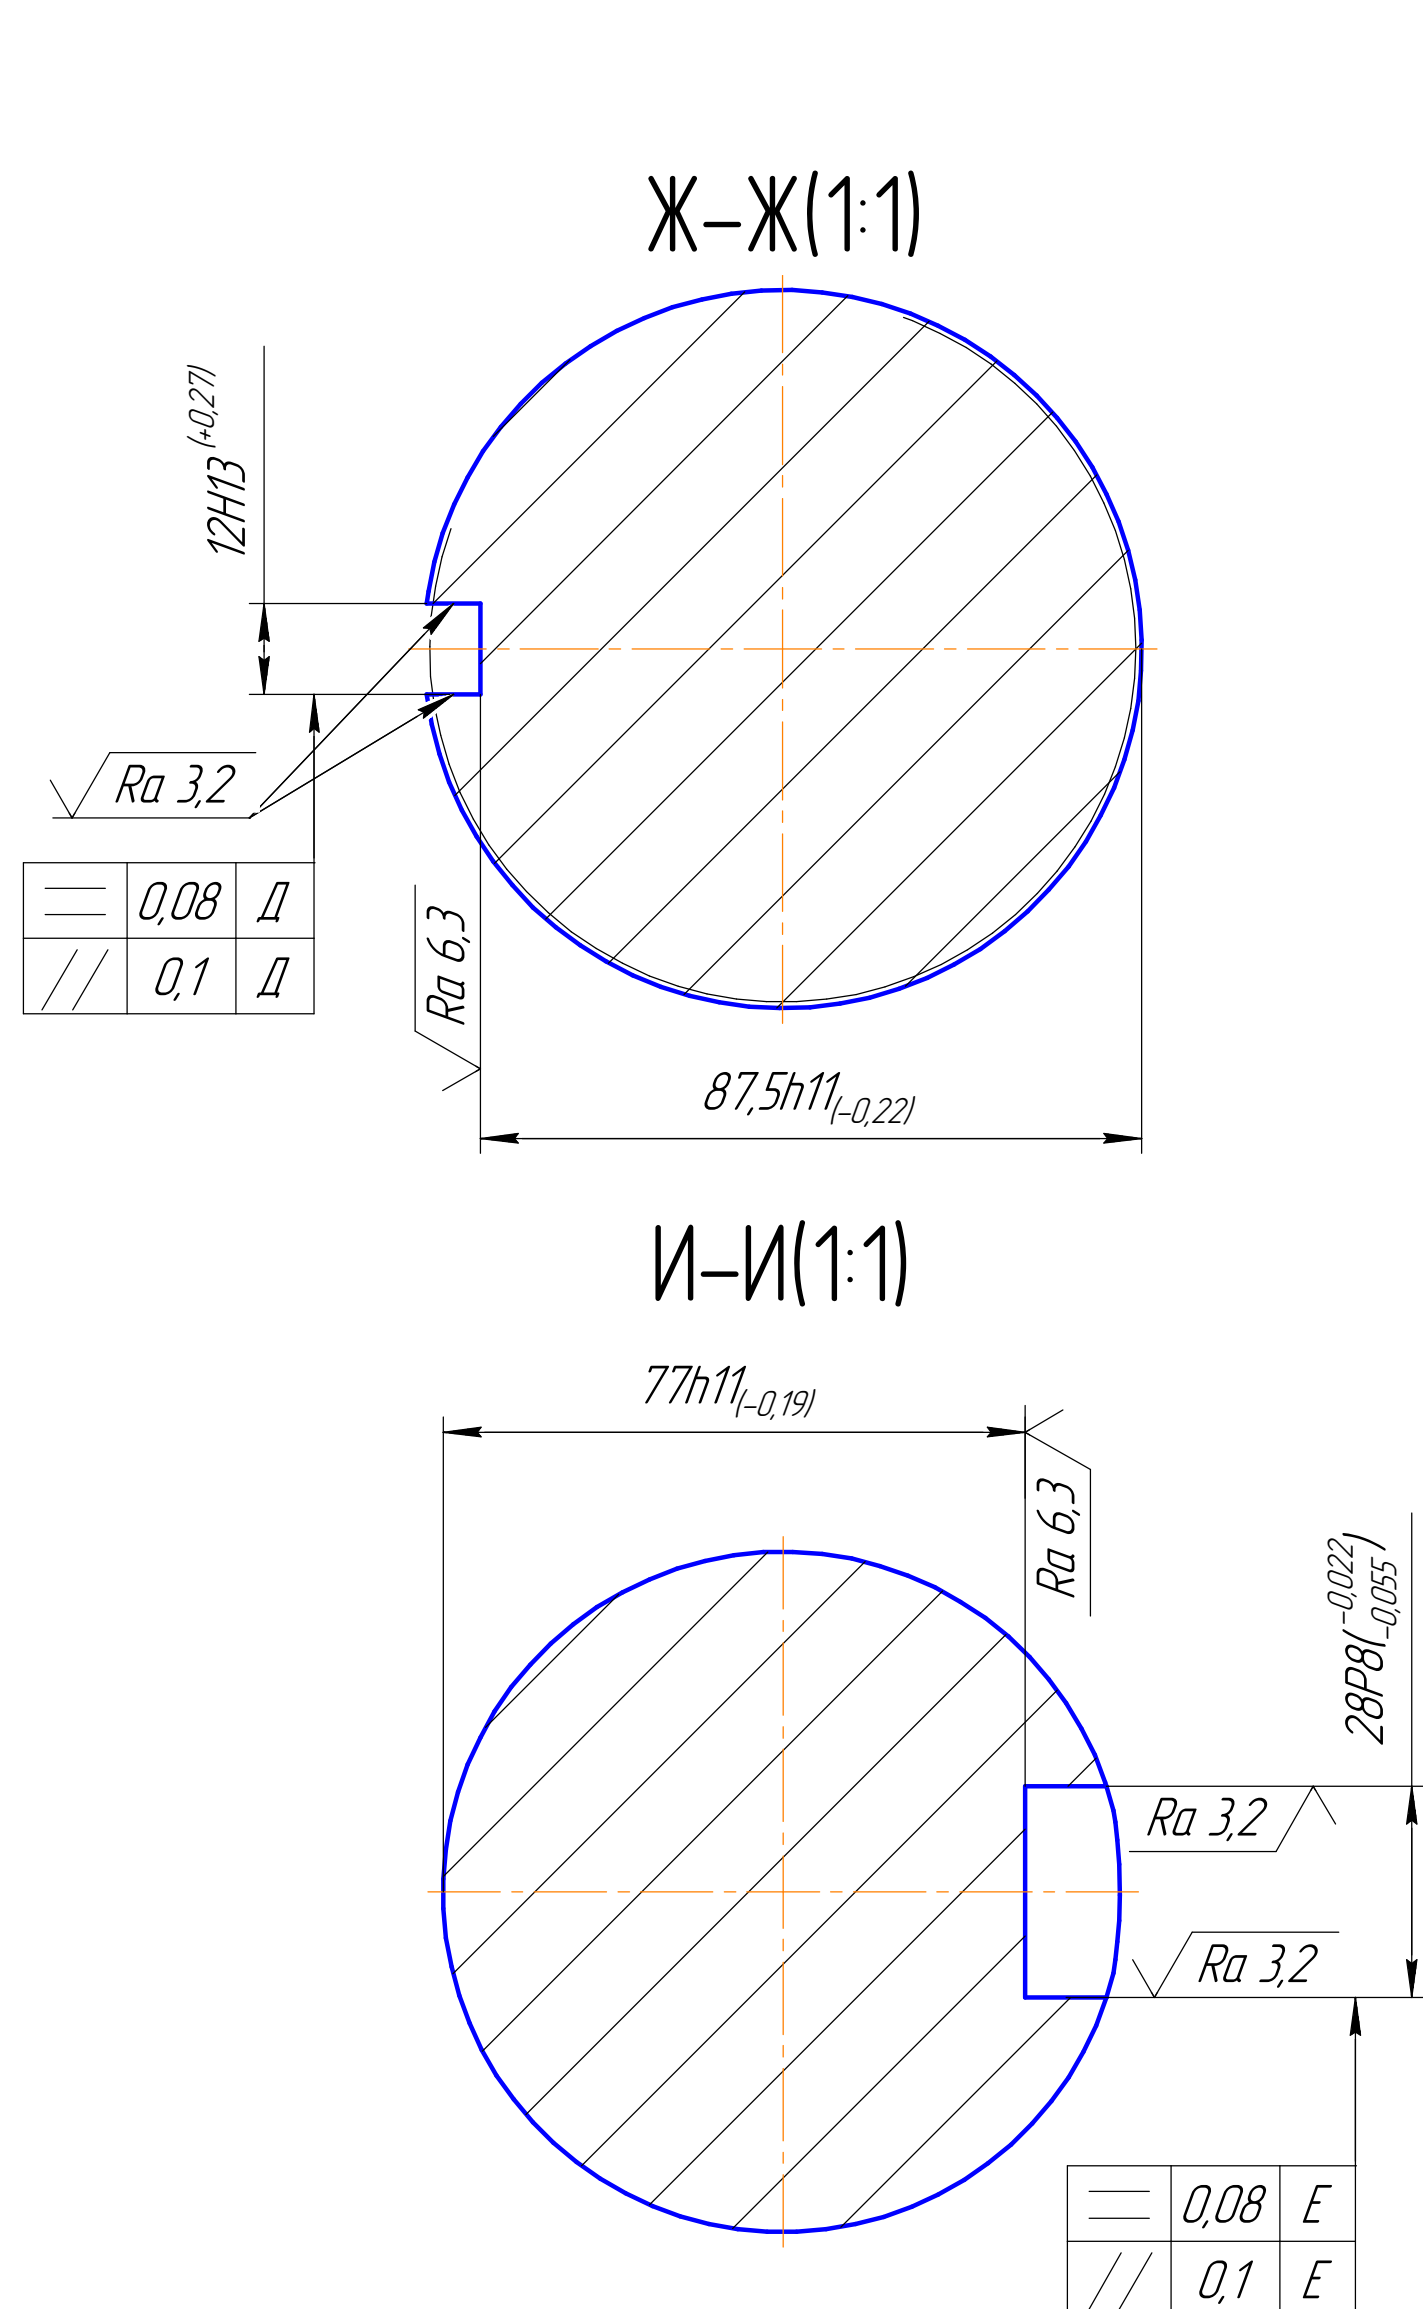 Ж–Ж(1:1)
12H13(+0,27)
Ra 3,2
0,08 Д
0,1 Д
Ra 6,3
87,5h11(–0,22)
И–И(1:1)
77h11(–0,19)
Ra 6,3
28P8(–0,022 –0,055)
Ra 3,2
Ra 3,2
0,08 E
0,1 E